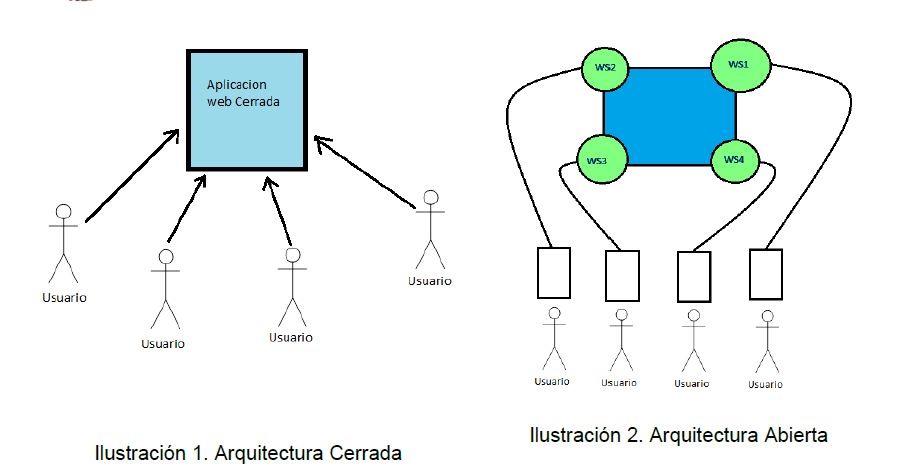 Aplicacion
web Cerrada
Usuario
Usuario
Usuario
Usuario
Ilustración 1. Arquitectura Cerrada
WS2
WS1
WS3
WS4
Usuario
Usuario
Usuario
Usuario
Ilustración 2. Arquitectura Abierta